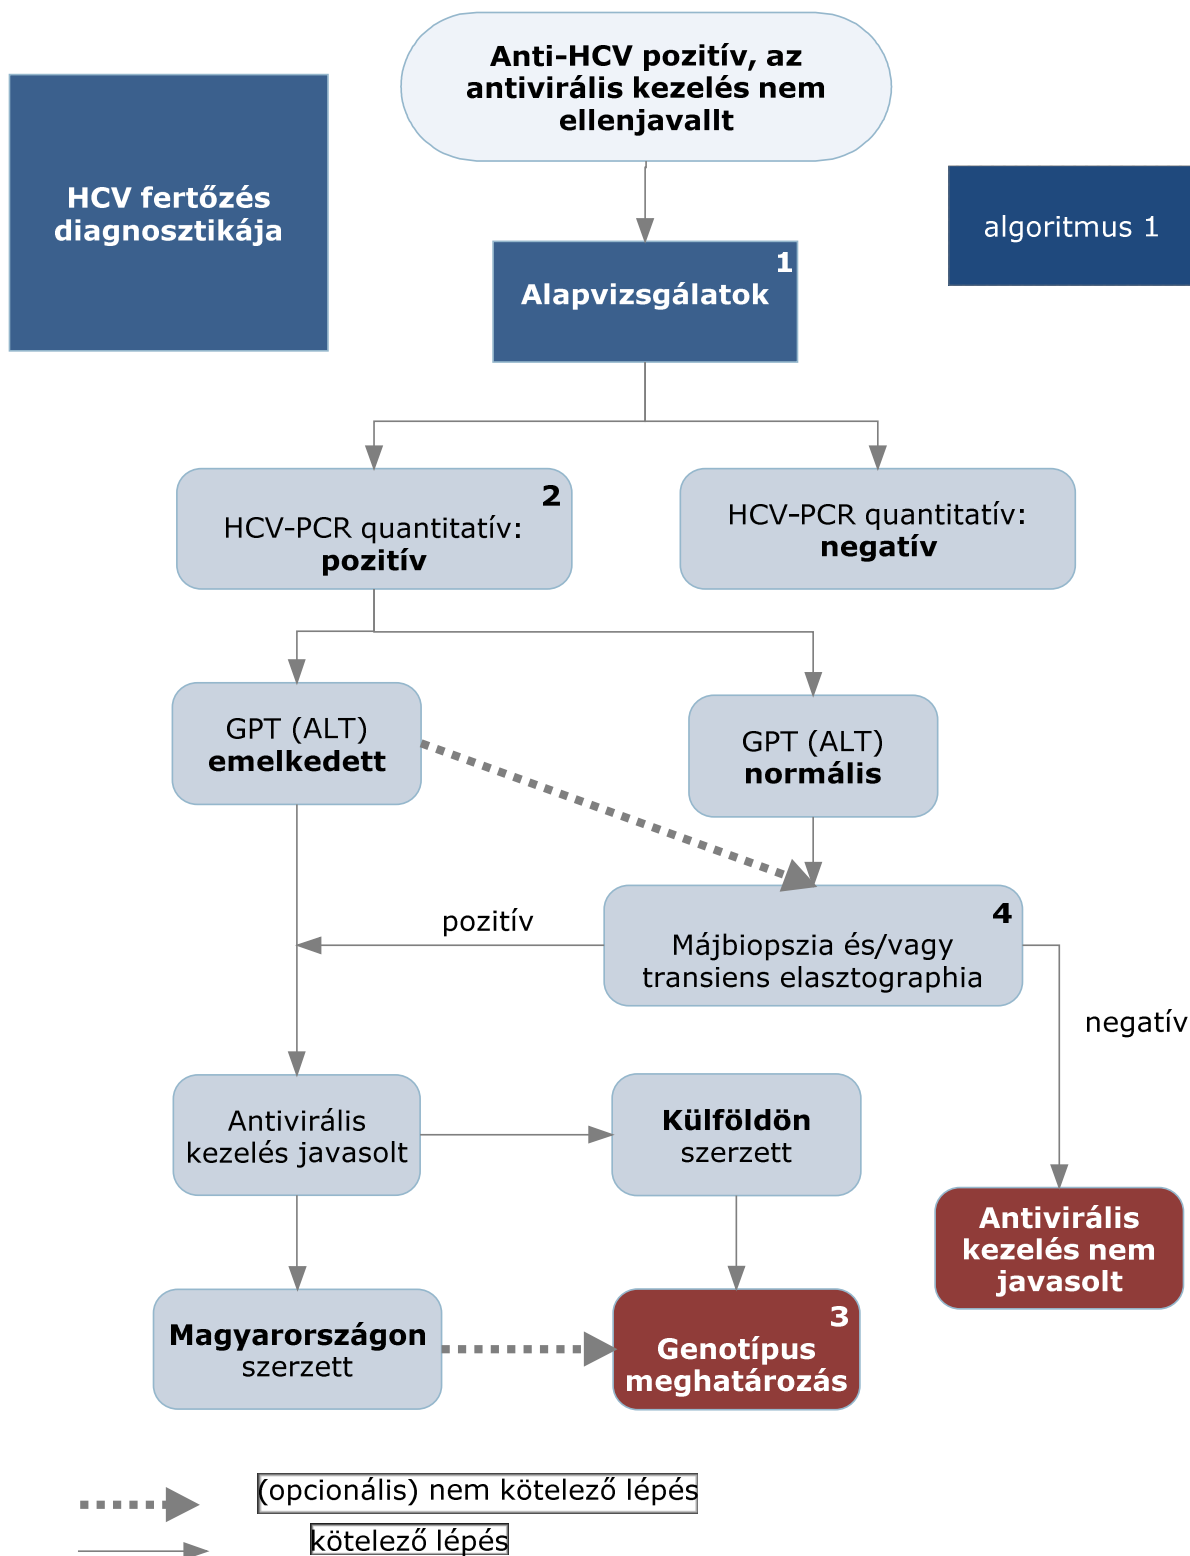 Anti-HCV pozitív, az
antivirális kezelés nem
ellenjavallt
HCV fertőzés
diagnosztikája
algoritmus 1
1
Alapvizsgálatok
2
HCV-PCR quantitatív:
pozitív
HCV-PCR quantitatív:
negatív
GPT (ALT)
emelkedett
GPT (ALT)
normális
pozitív
4
Májbiopszia és/vagy
transiens elasztographia
negatív
Antivirális
kezelés javasolt
Külföldön
szerzett
Antivirális
kezelés nem
javasolt
Magyarországon
szerzett
3
Genotípus
meghatározás
(opcionális) nem kötelező lépés
kötelező lépés